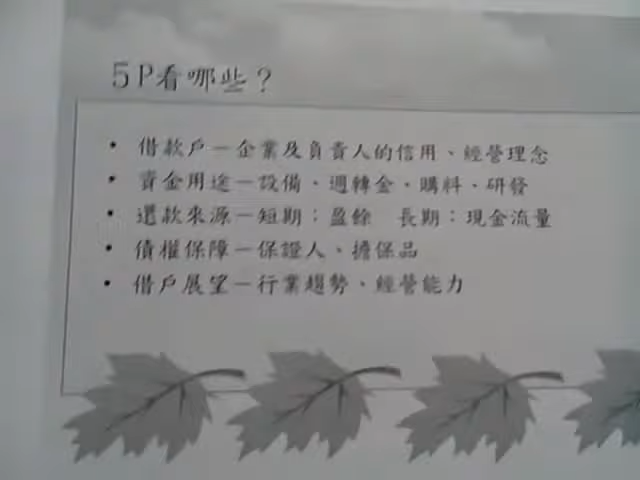 5P看哪些？
• 借款戶－企業及負責人的信用、經營理念
• 資金用途－設備、週轉金、購料、研發
• 還款來源－短期：盈餘　長期：現金流量
• 債權保障－保證人、擔保品
• 借戶展望－行業趨勢、經營能力